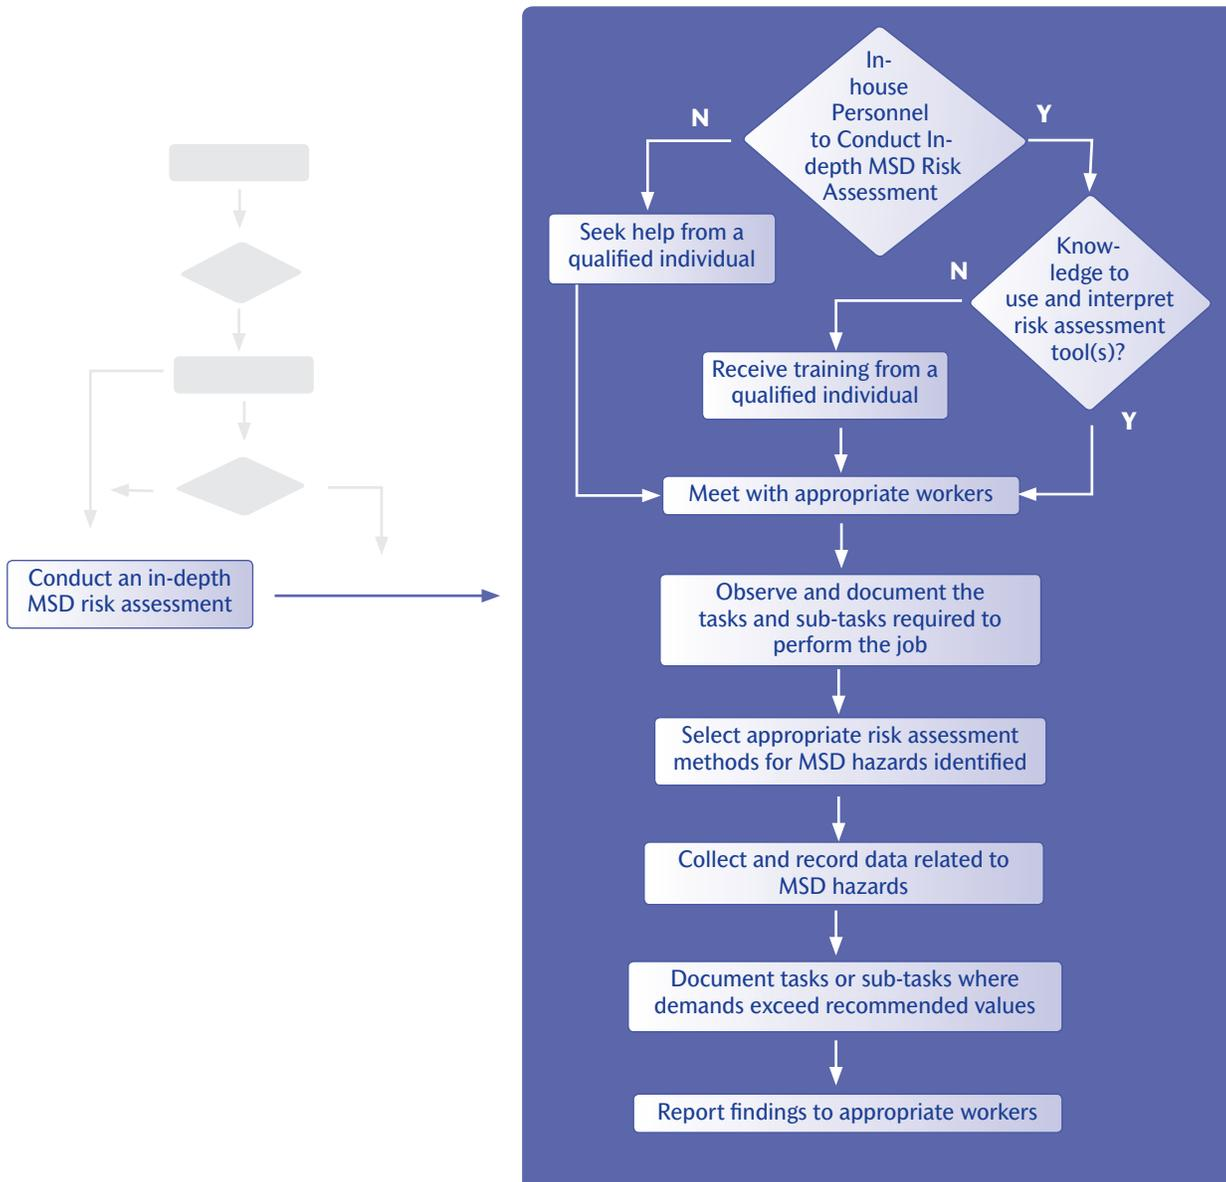 In-
house
Personnel
to Conduct In-
depth MSD Risk
Assessment
N
Y
Seek help from a
qualified individual
Know-
ledge to
use and interpret
risk assessment
tool(s)?
N
Receive training from a
qualified individual
Y
Meet with appropriate workers
Conduct an in-depth
MSD risk assessment
Observe and document the
tasks and sub-tasks required to
perform the job
Select appropriate risk assessment
methods for MSD hazards identified
Collect and record data related to
MSD hazards
Document tasks or sub-tasks where
demands exceed recommended values
Report findings to appropriate workers